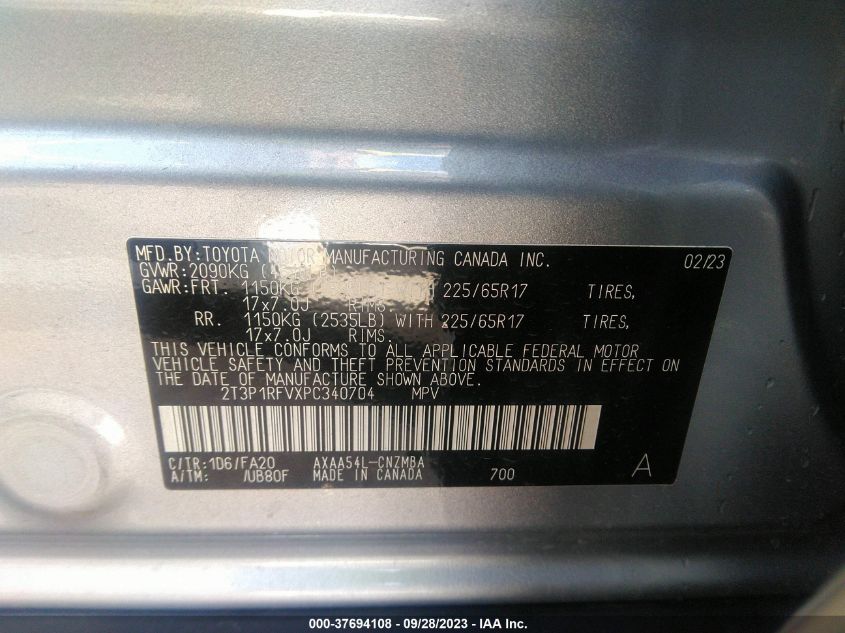 MFD.BY:TOYOTA MOTOR MANUFACTURING CANADA INC. 02/23
GVWR:2090KG
GAWR:FRT. 1150KG WITH 225/65R17 TIRES,
17x7.0J RIMS.
RR. 1150KG (2535LB) WITH 225/65R17 TIRES,
17x7.0J RIMS.
THIS VEHICLE CONFORMS TO ALL APPLICABLE FEDERAL MOTOR
VEHICLE SAFETY AND THEFT PREVENTION STANDARDS IN EFFECT ON
THE DATE OF MANUFACTURE SHOWN ABOVE.
2T3P1RFVXPC340704 MPV
C/TR:1D6/FA20 AXAA54L-CNZMBA
A/TM: /UB80F MADE IN CANADA 700 A
000-37694108 - 09/28/2023 - IAA Inc.